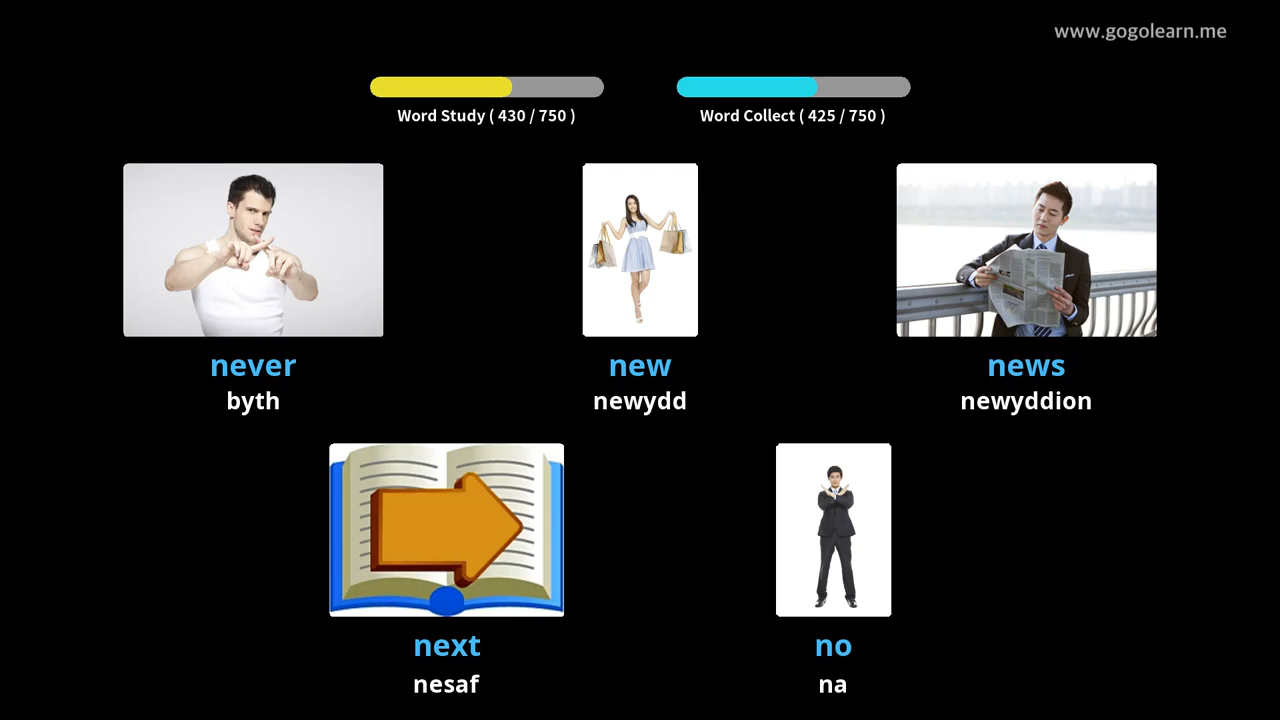 www.gogolearn.me
Word Study ( 430 / 750 )
Word Collect ( 425 / 750 )
never
byth
new
newydd
news
newyddion
next
nesaf
no
na